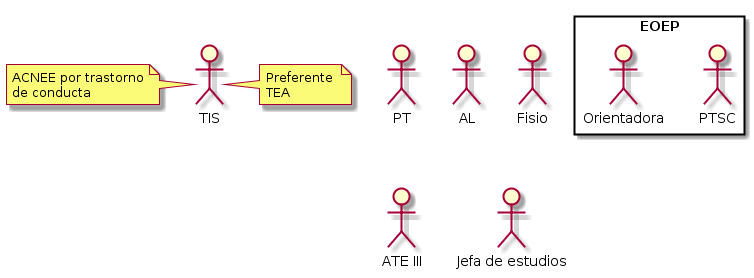 EOEP
ACNEE por trastorno
de conducta
Preferente
TEA
TIS
PT
AL
Fisio
Orientadora
PTSC
ATE III
Jefa de estudios